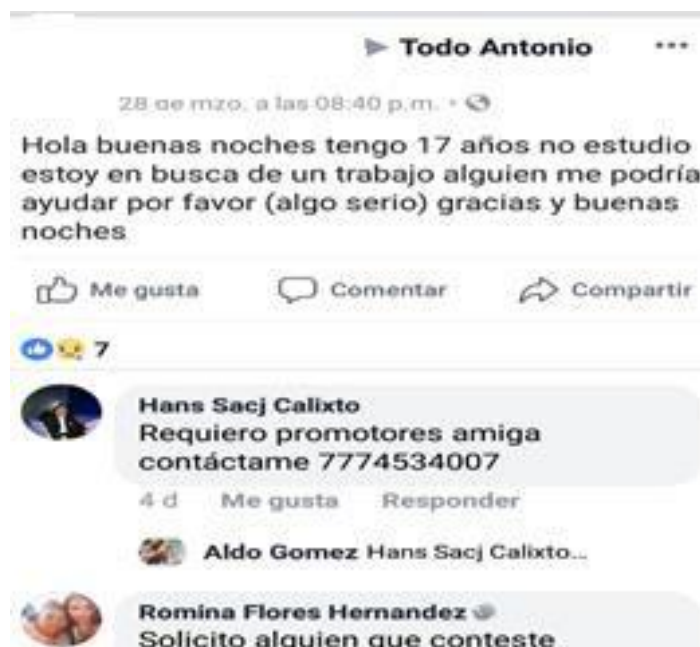 Todo Antonio
28 de mzo. a las 08:40 p.m.
Hola buenas noches tengo 17 años no estudio
estoy en busca de un trabajo alguien me podría
ayudar por favor (algo serio) gracias y buenas
noches
Me gusta Comentar Compartir
7
Hans Sacj Calixto
Requiero promotores amiga
contáctame 7774534007
4 d Me gusta Responder
Aldo Gomez Hans Sacj Calixto...
Romina Flores Hernandez
Solicito alguien que conteste